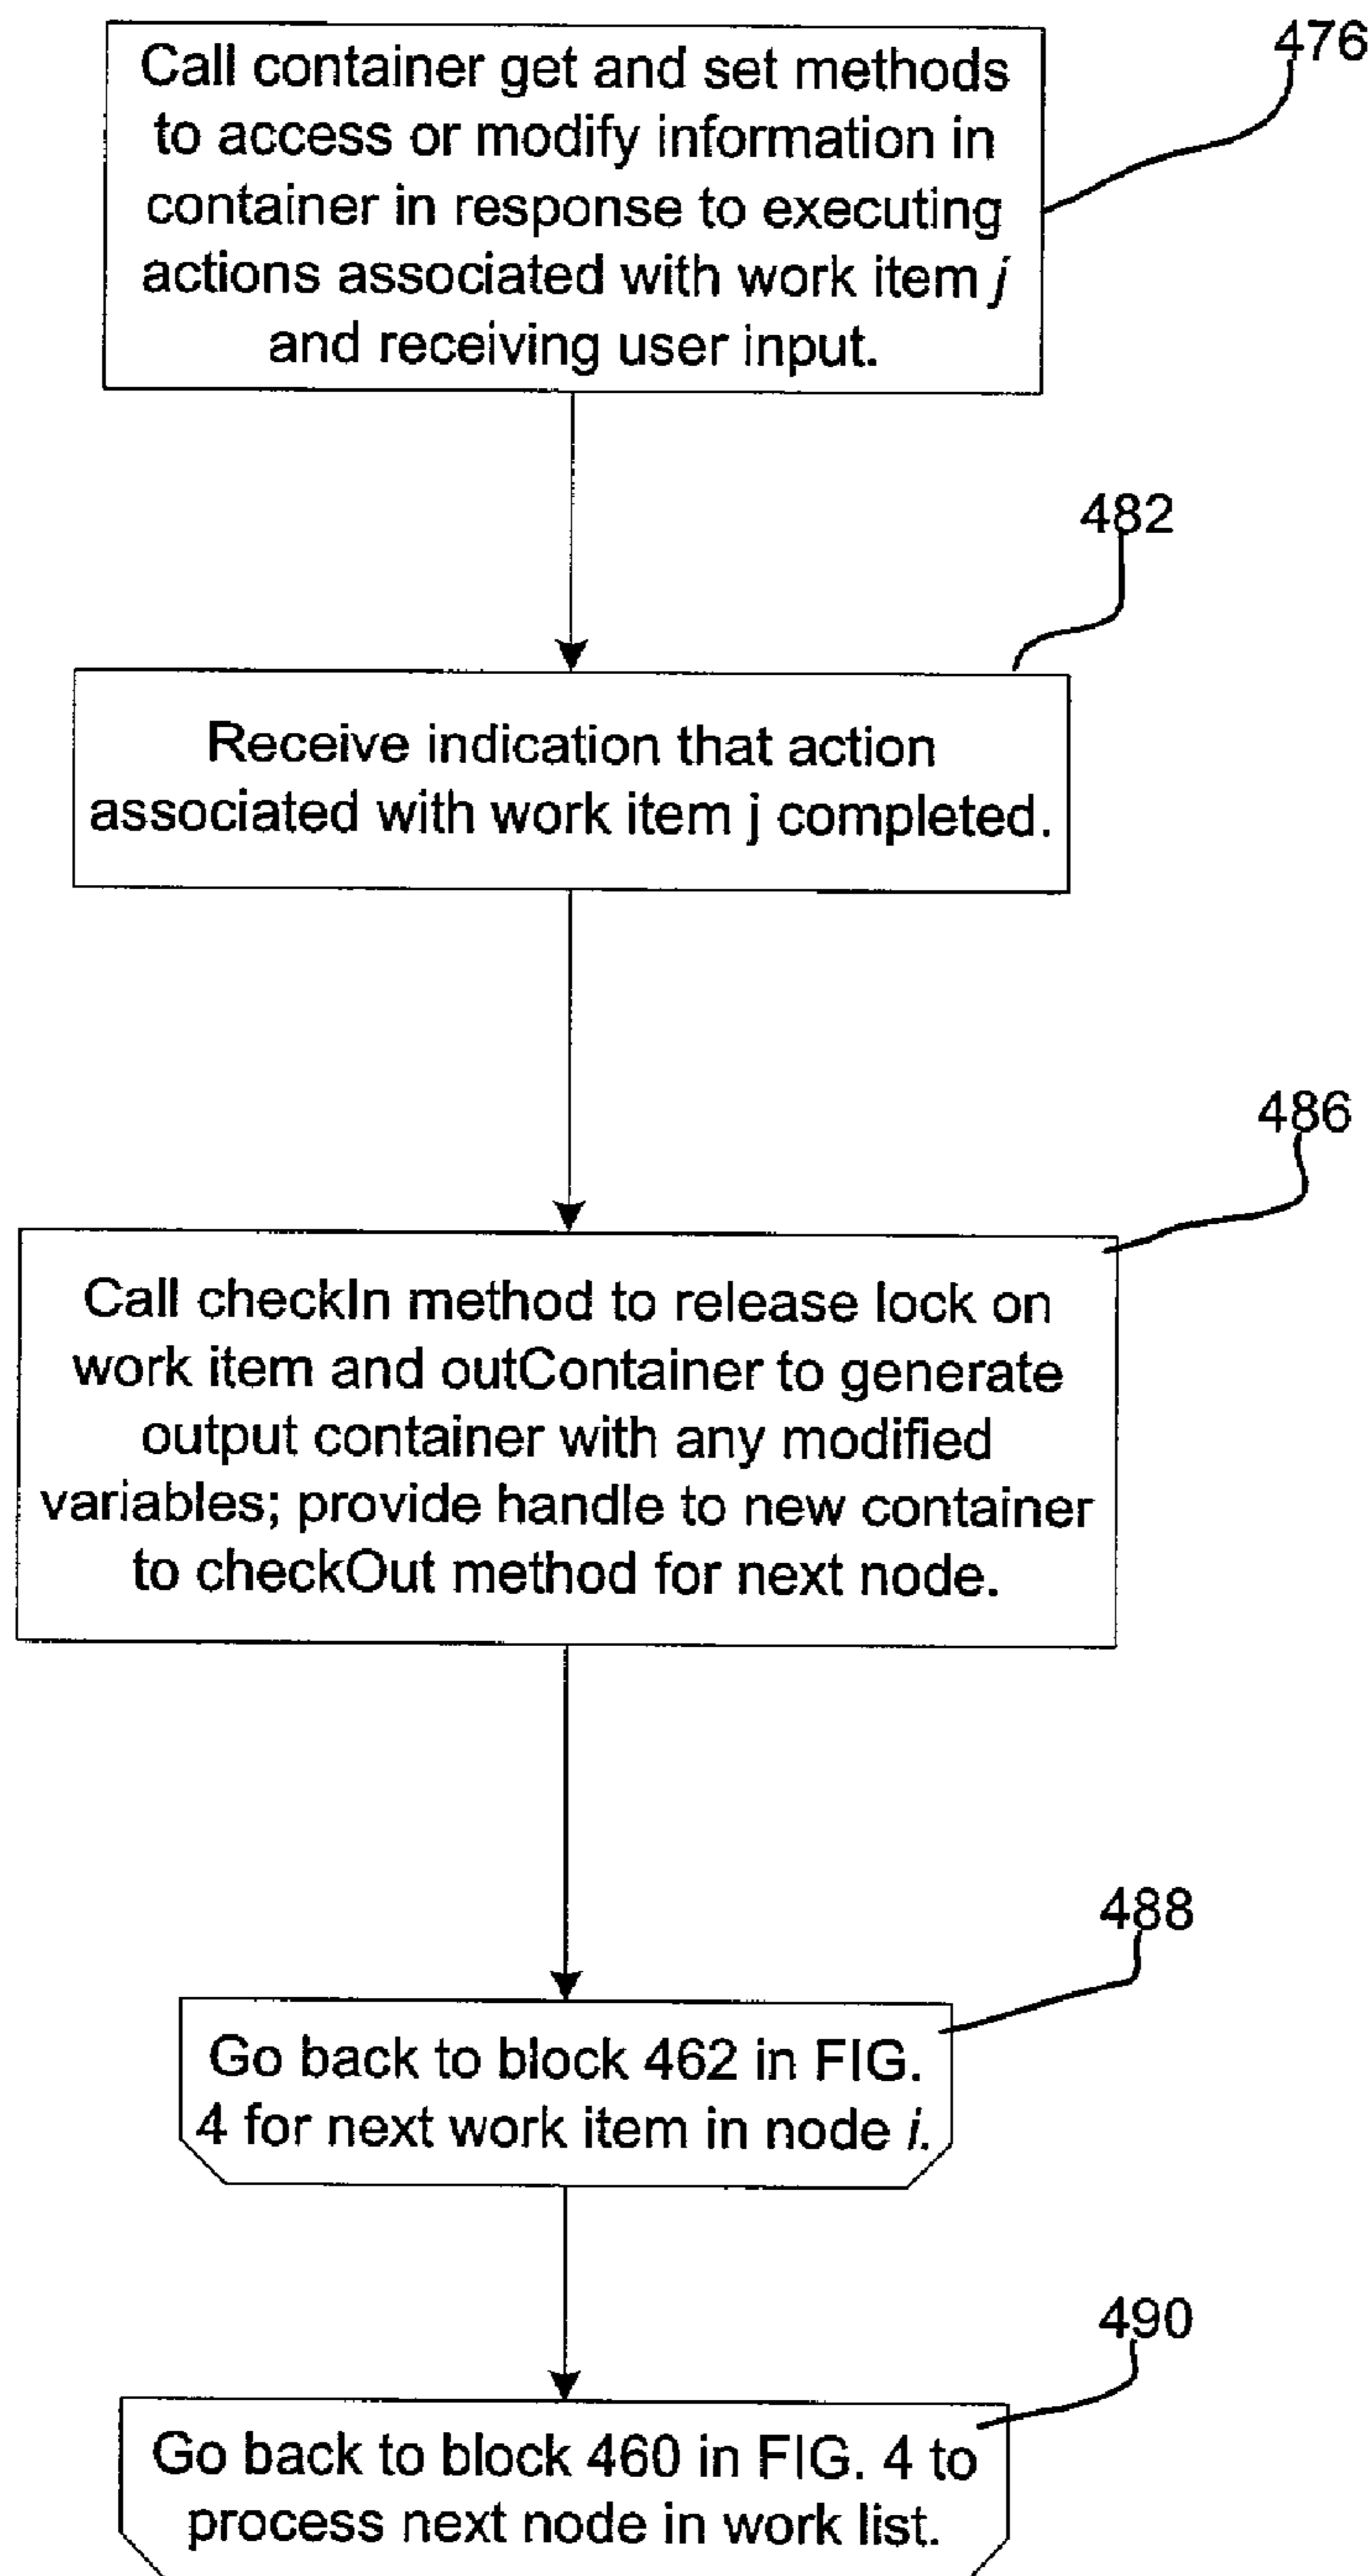 476
Call container get and set methods
to access or modify information in
container in response to executing
actions associated with work item j
and receiving user input.
482
Receive indication that action
associated with work item j completed.
486
Call checkIn method to release lock on
work item and outContainer to generate
output container with any modified
variables; provide handle to new container
to checkOut method for next node.
488
Go back to block 462 in FIG.
4 for next work item in node i.
490
Go back to block 460 in FIG. 4 to
process next node in work list.